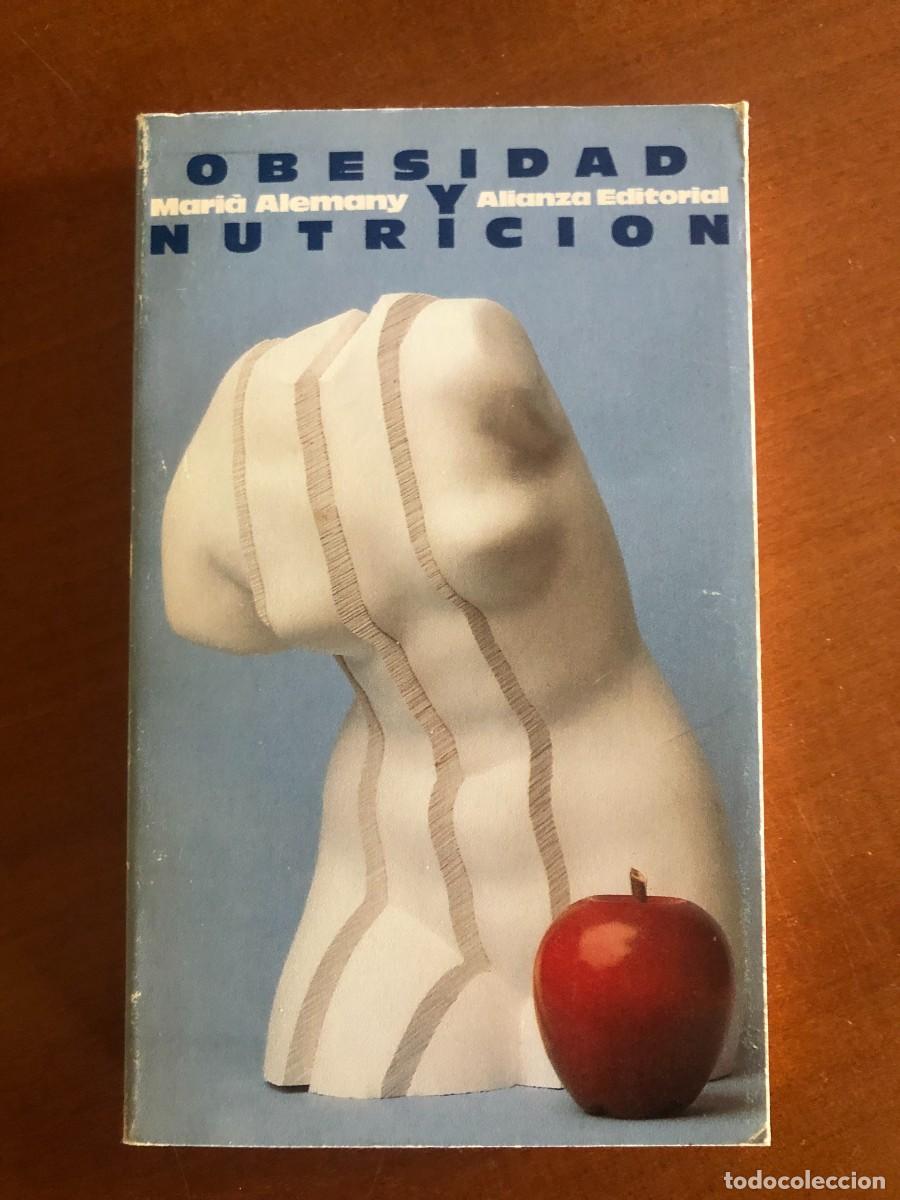 OBESIDAD
Marià Alemany Y Alianza Editorial
NUTRICION
todocoleccion